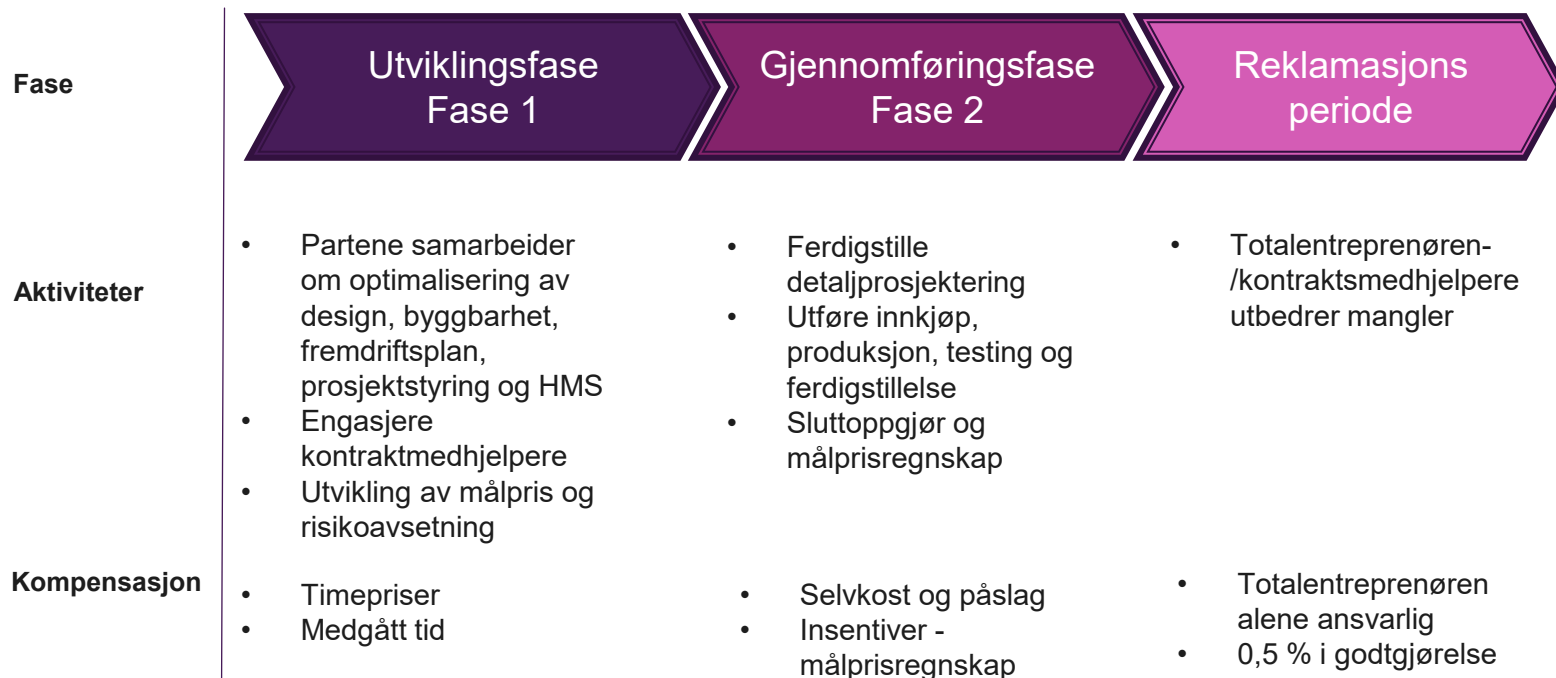 Fase
Utviklingsfase
Fase 1
Gjennomføringsfase
Fase 2
Reklamasjons
periode
Aktiviteter
• Partene samarbeider
om optimalisering av
design, byggbarhet,
fremdriftsplan,
prosjektstyring og HMS
• Engasjere
kontraktmedhjelpere
• Utvikling av målpris og
risikoavsetning
• Ferdigstille
detaljprosjektering
• Utføre innkjøp,
produksjon, testing og
ferdigstillelse
• Sluttoppgjør og
målprisregnskap
• Totalentreprenøren-
/kontraktsmedhjelpere
utbedrer mangler
Kompensasjon
• Timepriser
• Medgått tid
• Selvkost og påslag
• Insentiver -
målprisregnskap
• Totalentreprenøren
alene ansvarlig
• 0,5 % i godtgjørelse